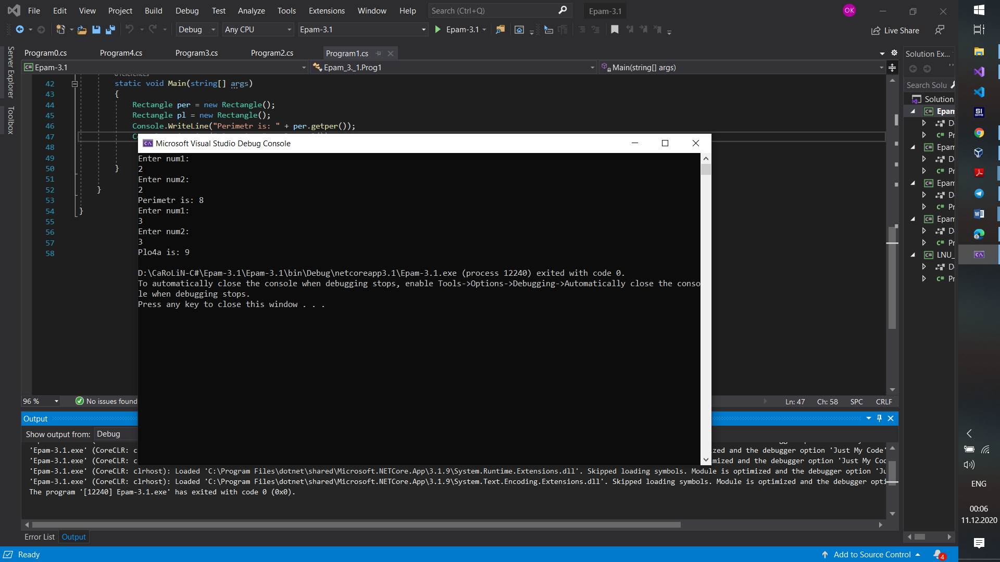 File Edit View Project Build Debug Test Analyze Tools Extensions Window Help Search (Ctrl+Q) Epam-3.1 OK
Debug Any CPU Epam-3.1 Epam-3.1 Live Share
Server Explorer
Toolbox
Program0.cs Program4.cs Program3.cs Program2.cs Program1.cs
C# Epam-3.1 Epam_3._1.Prog1 Main(string[] args)
42 static void Main(string[] args)
43 {
44 Rectangle per = new Rectangle();
45 Rectangle pl = new Rectangle();
46 Console.WriteLine("Perimetr is: " + per.getper());
47
48
49
50 }
51
52 }
53
54 }
55
56
57
58
Microsoft Visual Studio Debug Console
Enter num1:
2
Enter num2:
2
Perimetr is: 8
Enter num1:
3
Enter num2:
3
Plo4a is: 9
D:\CaRoLiN-C#\Epam-3.1\Epam-3.1\bin\Debug\netcoreapp3.1\Epam-3.1.exe (process 12240) exited with code 0.
To automatically close the console when debugging stops, enable Tools->Options->Debugging->Automatically close the conso
le when debugging stops.
Press any key to close this window . . .
96 % No issues found
Ln: 47 Ch: 58 SPC CRLF
Output
Show output from: Debug
'Epam-3.1.exe' (CoreCLR: c zed and the debugger option 'Just My Code'
'Epam-3.1.exe' (CoreCLR: c mized and the debugger option 'Just My Cod
'Epam-3.1.exe' (CoreCLR: clrhost): Loaded 'C:\Program Files\dotnet\shared\Microsoft.NETCore.App\3.1.9\System.Runtime.Extensions.dll'. Skipped loading symbols. Module is optimized and the debugger option 'Ju
'Epam-3.1.exe' (CoreCLR: clrhost): Loaded 'C:\Program Files\dotnet\shared\Microsoft.NETCore.App\3.1.9\System.Text.Encoding.Extensions.dll'. Skipped loading symbols. Module is optimized and the debugger opti
The program '[12240] Epam-3.1.exe' has exited with code 0 (0x0).
Error List Output
Ready
Add to Source Control 4
Solution Ex...
Search Solu
Solution
C# Epam
D
C# Pr
C# Epam
D
C# Pr
C# Epam
D
C# Pr
C# Epam
D
C# Pr
C# LNU_
D
C# Pr
SI GAME
ENG
00:06
11.12.2020